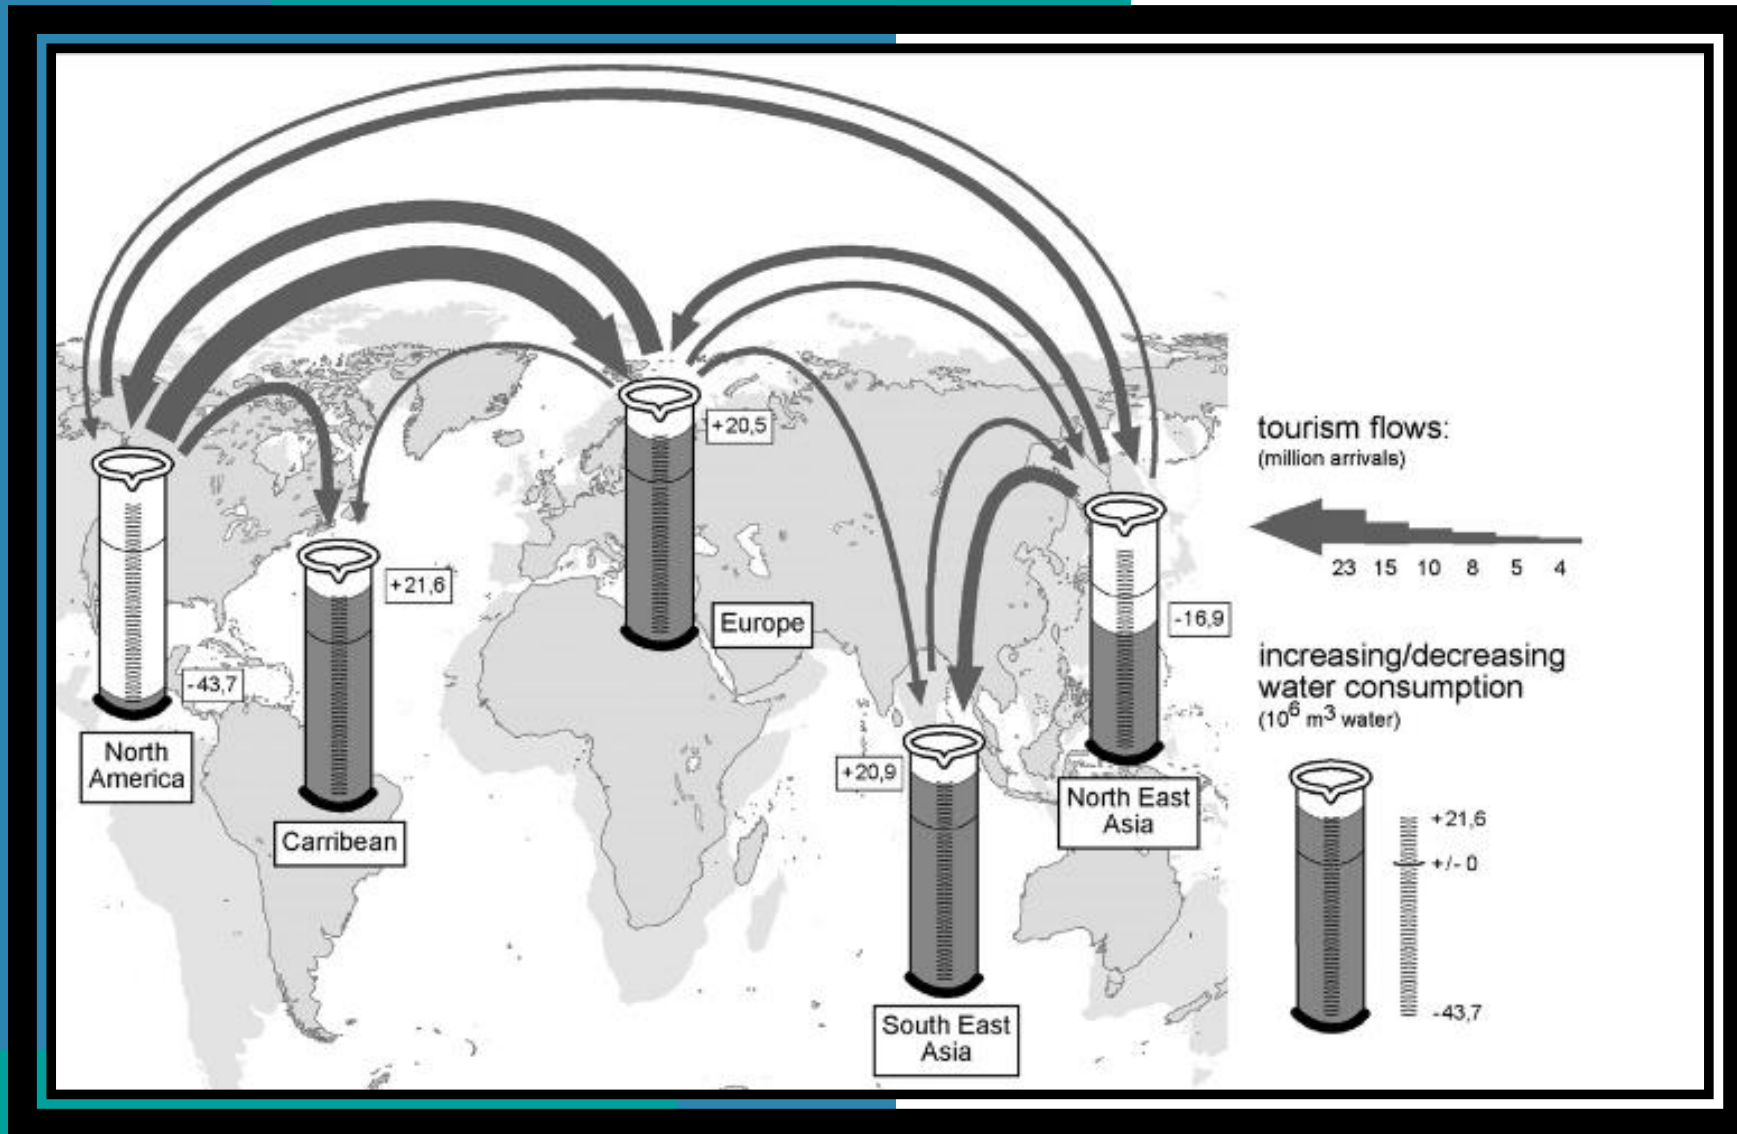 +20,5
tourism flows:
(million arrivals)
23 15 10 8 5 4
+21,6
Europe
-16,9
increasing/decreasing
water consumption
(10⁶ m³ water)
-43,7
North
America
+20,9
North East
Asia
Carribean
+21,6
+/- 0
-43,7
South East
Asia